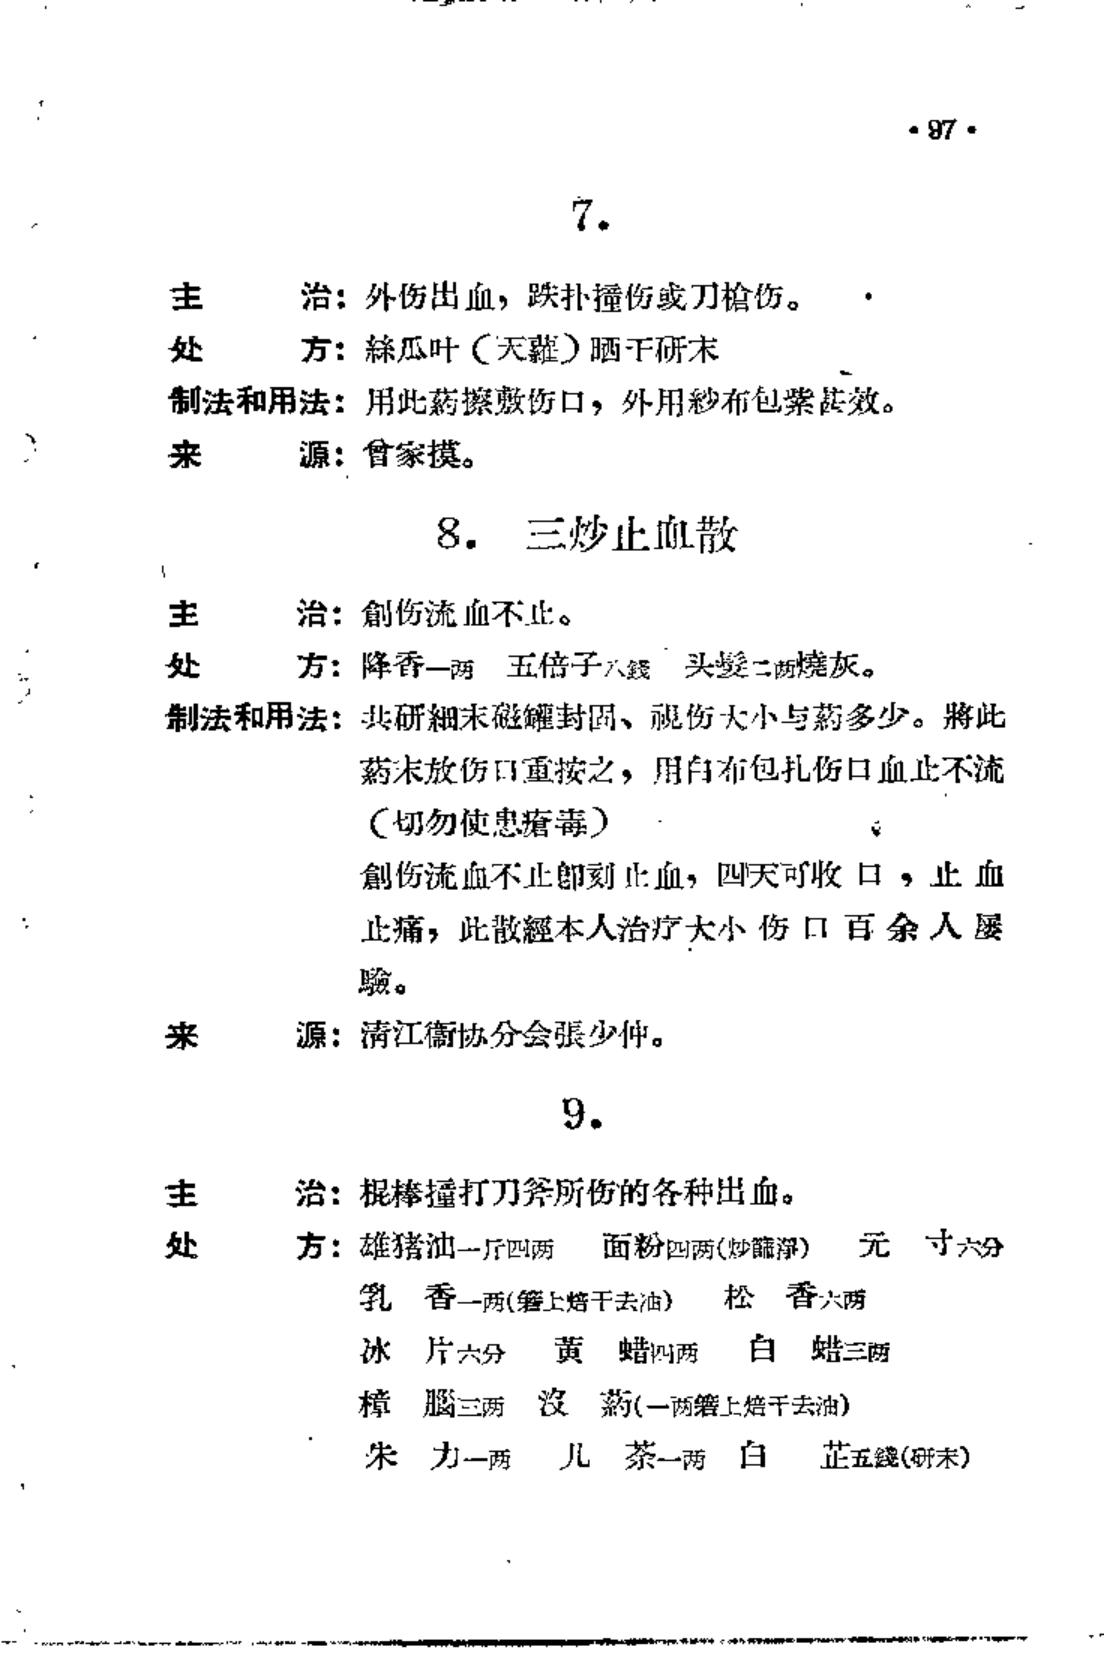 •97•
7.
主　　治：外伤出血，跌扑撞伤或刀槍伤。
处　　方：絲瓜叶（天蘿）晒干研末
制法和用法：用此葯擦敷伤口，外用紗布包紮甚效。
来　　源：曾家摸。
8.　三炒止血散
主　　治：創伤流血不止。
处　　方：降香一两　五倍子八錢　头髮二两燒灰。
制法和用法：共研細末磁罐封固、視伤大小与葯多少。將此
葯末放伤口重按之，用白布包扎伤口血止不流
（切勿使患瘡毒）
創伤流血不止卽刻止血，四天可收口，止血
止痛，此散經本人治疗大小伤口百余人屡
驗。
来　　源：清江衞协分会張少仲。
9.
主　　治：棍棒撞打刀斧所伤的各种出血。
处　　方：雄猪油一斤四两　面粉四两(炒篩淨)　元　寸六分
乳　香一两(箬上焙干去油)　松　香六两
冰　片六分　黄　蜡四两　白　蜡三两
樟　腦三两　沒　葯(一两箬上焙干去油)
朱　力一两　儿　茶一两　白　芷五錢(研末)